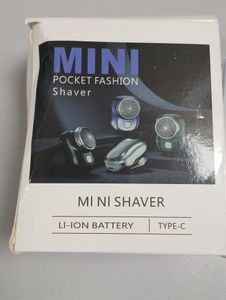 MINI
POCKET FASHION
Shaver
MI NI SHAVER
LI-ION BATTERY TYPE-C